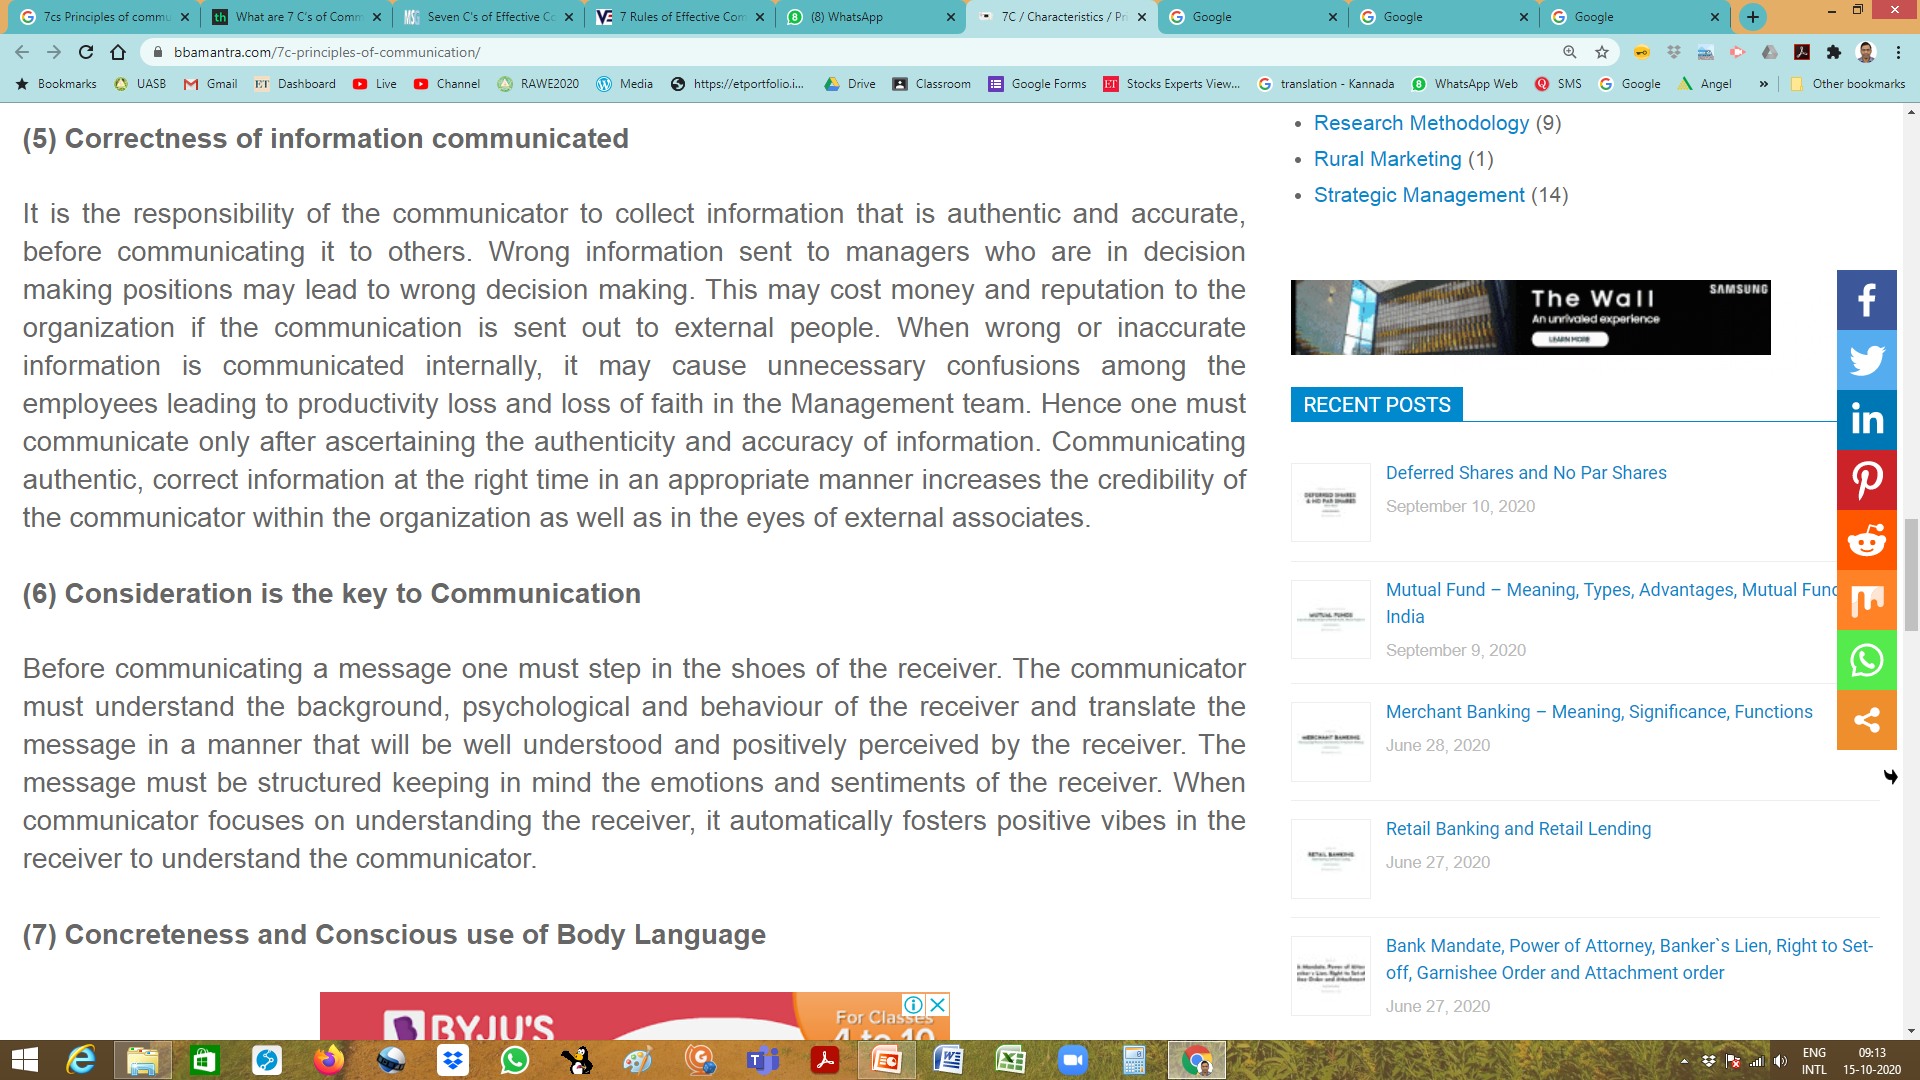 7cs Principles of commu
What are 7 C's of Comm
Seven C's of Effective Co
7 Rules of Effective Com
(8) WhatsApp
7C / Characteristics / Pri
Google
Google
Google
bbamantra.com/7c-principles-of-communication/
Bookmarks
UASB
Gmail
Dashboard
Live
Channel
RAWE2020
Media
https://etportfolio.i...
Drive
Classroom
Google Forms
Stocks Experts View...
translation - Kannada
WhatsApp Web
SMS
Google
Angel
»
Other bookmarks
(5) Correctness of information communicated
It is the responsibility of the communicator to collect information that is authentic and accurate,
before communicating it to others. Wrong information sent to managers who are in decision
making positions may lead to wrong decision making. This may cost money and reputation to the
organization if the communication is sent out to external people. When wrong or inaccurate
information is communicated internally, it may cause unnecessary confusions among the
employees leading to productivity loss and loss of faith in the Management team. Hence one must
communicate only after ascertaining the authenticity and accuracy of information. Communicating
authentic, correct information at the right time in an appropriate manner increases the credibility of
the communicator within the organization as well as in the eyes of external associates.
(6) Consideration is the key to Communication
Before communicating a message one must step in the shoes of the receiver. The communicator
must understand the background, psychological and behaviour of the receiver and translate the
message in a manner that will be well understood and positively perceived by the receiver. The
message must be structured keeping in mind the emotions and sentiments of the receiver. When
communicator focuses on understanding the receiver, it automatically fosters positive vibes in the
receiver to understand the communicator.
(7) Concreteness and Conscious use of Body Language
BYJU'S
For Classes
4 to 10
Research Methodology (9)
Rural Marketing (1)
Strategic Management (14)
The Wall
SAMSUNG
An unrivaled experience
LEARN MORE
RECENT POSTS
DEFERRED SHARES
& NO PAR SHARES
Deferred Shares and No Par Shares
September 10, 2020
MUTUAL FUNDS
Mutual Fund – Meaning, Types, Advantages, Mutual Fund
India
September 9, 2020
MERCHANT BANKING
Merchant Banking – Meaning, Significance, Functions
June 28, 2020
RETAIL BANKING
Retail Banking and Retail Lending
June 27, 2020
Bank Mandate, Power of Attorney, Banker`s Lien, Right to Set-
off, Garnishee Order and Attachment order
June 27, 2020
ENG
INTL
09:13
15-10-2020